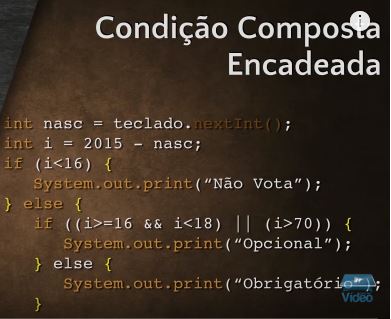 Condição Composta
Encadeada
int nasc = teclado.nextInt();
int i = 2015 - nasc;
if (i<16) {
System.out.print(“Não Vota”);
} else {
if ((i>=16 && i<18) || (i>70)) {
System.out.print(“Opcional”);
} else {
System.out.print(“Obrigatório”);
}
Vídeo